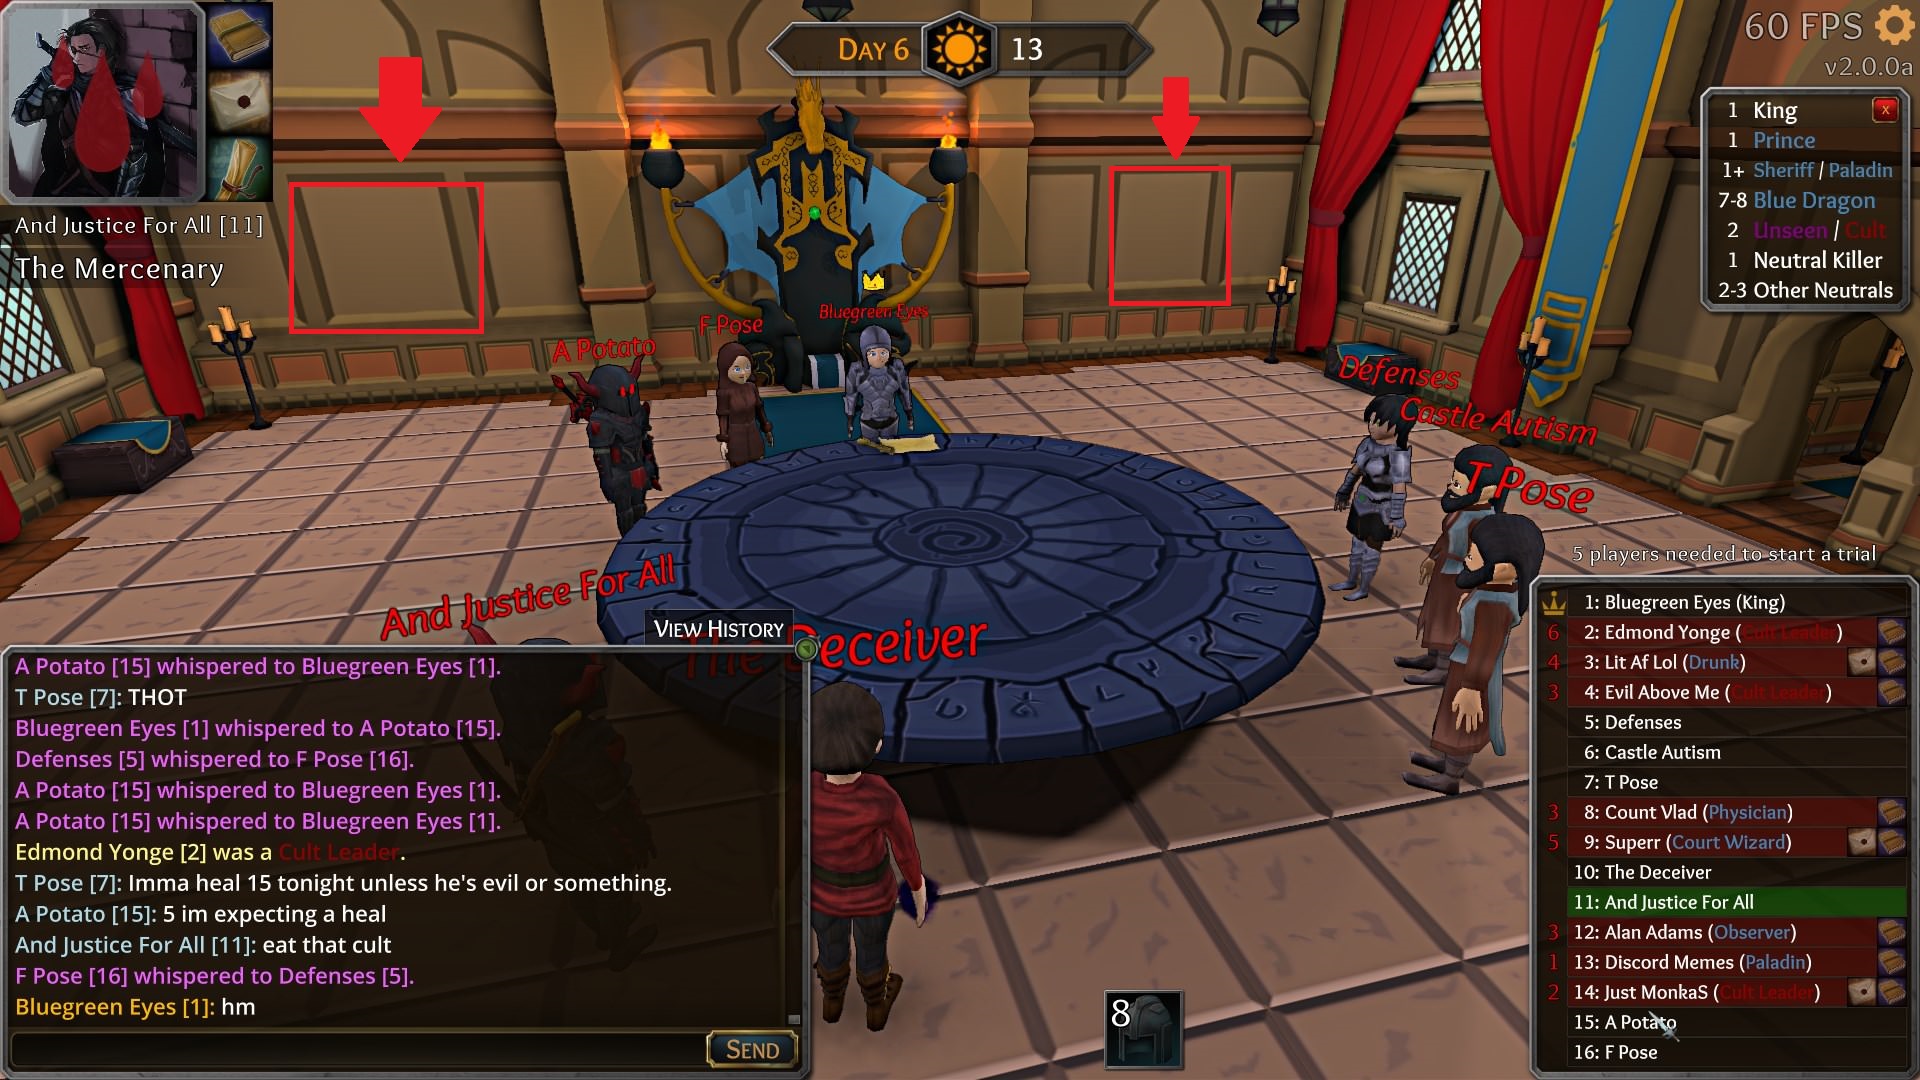 60 FPS
v2.0.0a
DAY 6 13
And Justice For All [11]
The Mercenary
1 King x
1 Prince
1+ Sheriff / Paladin
7-8 Blue Dragon
2 Unseen / Cult
1 Neutral Killer
2-3 Other Neutrals
Bluegreen Eyes
F Pose
A Potato
Defenses
Castle Autism
T Pose
And Justice For All
The Deceiver
VIEW HISTORY
A Potato [15] whispered to Bluegreen Eyes [1].
T Pose [7]: THOT
Bluegreen Eyes [1] whispered to A Potato [15].
Defenses [5] whispered to F Pose [16].
A Potato [15] whispered to Bluegreen Eyes [1].
A Potato [15] whispered to Bluegreen Eyes [1].
Edmond Yonge [2] was a Cult Leader.
T Pose [7]: Imma heal 15 tonight unless he's evil or something.
A Potato [15]: 5 im expecting a heal
And Justice For All [11]: eat that cult
F Pose [16] whispered to Defenses [5].
Bluegreen Eyes [1]: hm
SEND
8
5 players needed to start a trial
1: Bluegreen Eyes (King)
6 2: Edmond Yonge (Cult Leader)
4 3: Lit Af Lol (Drunk)
3 4: Evil Above Me (Cult Leader)
5: Defenses
6: Castle Autism
7: T Pose
3 8: Count Vlad (Physician)
5 9: Superr (Court Wizard)
10: The Deceiver
11: And Justice For All
3 12: Alan Adams (Observer)
1 13: Discord Memes (Paladin)
2 14: Just MonkaS (Cult Leader)
15: A Potato
16: F Pose